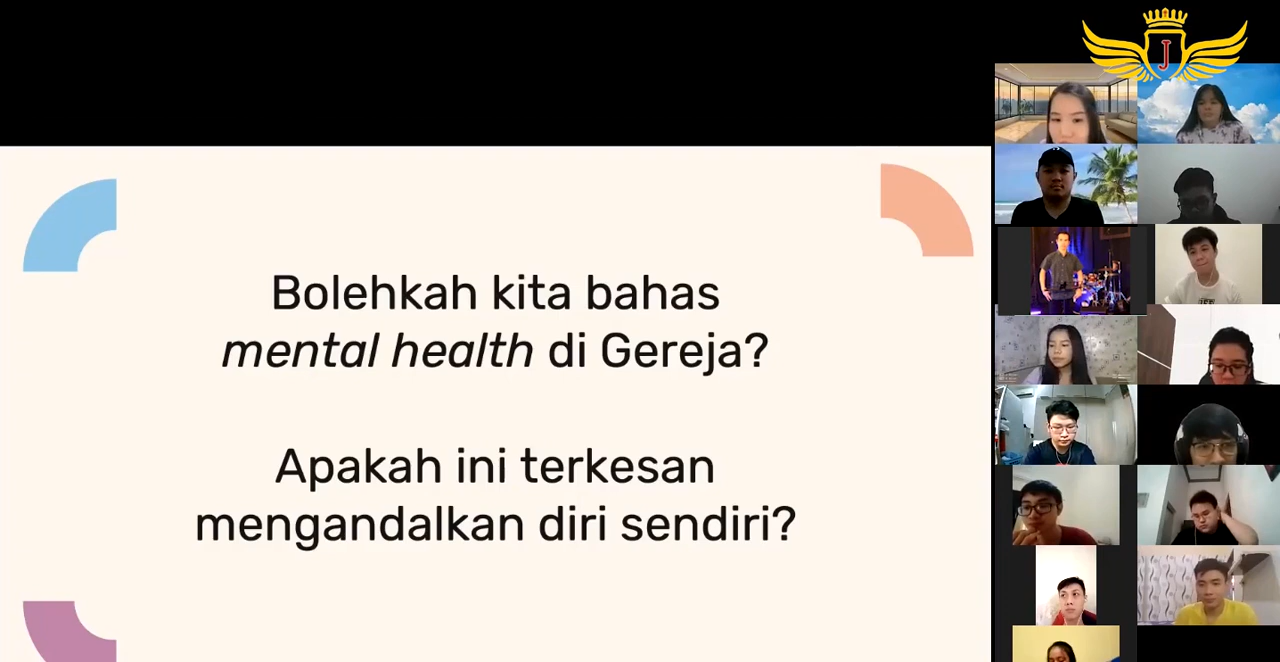 J
Bolehkah kita bahas
mental health di Gereja?
Apakah ini terkesan
mengandalkan diri sendiri?